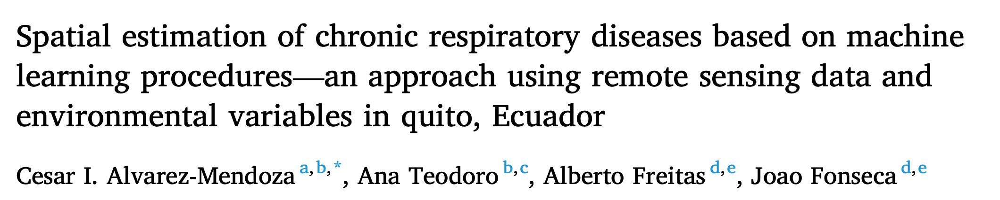 Spatial estimation of chronic respiratory diseases based on machine
learning procedures—an approach using remote sensing data and
environmental variables in quito, Ecuador
Cesar I. Alvarez-Mendoza a,b,*, Ana Teodoro b,c, Alberto Freitas d,e, Joao Fonseca d,e